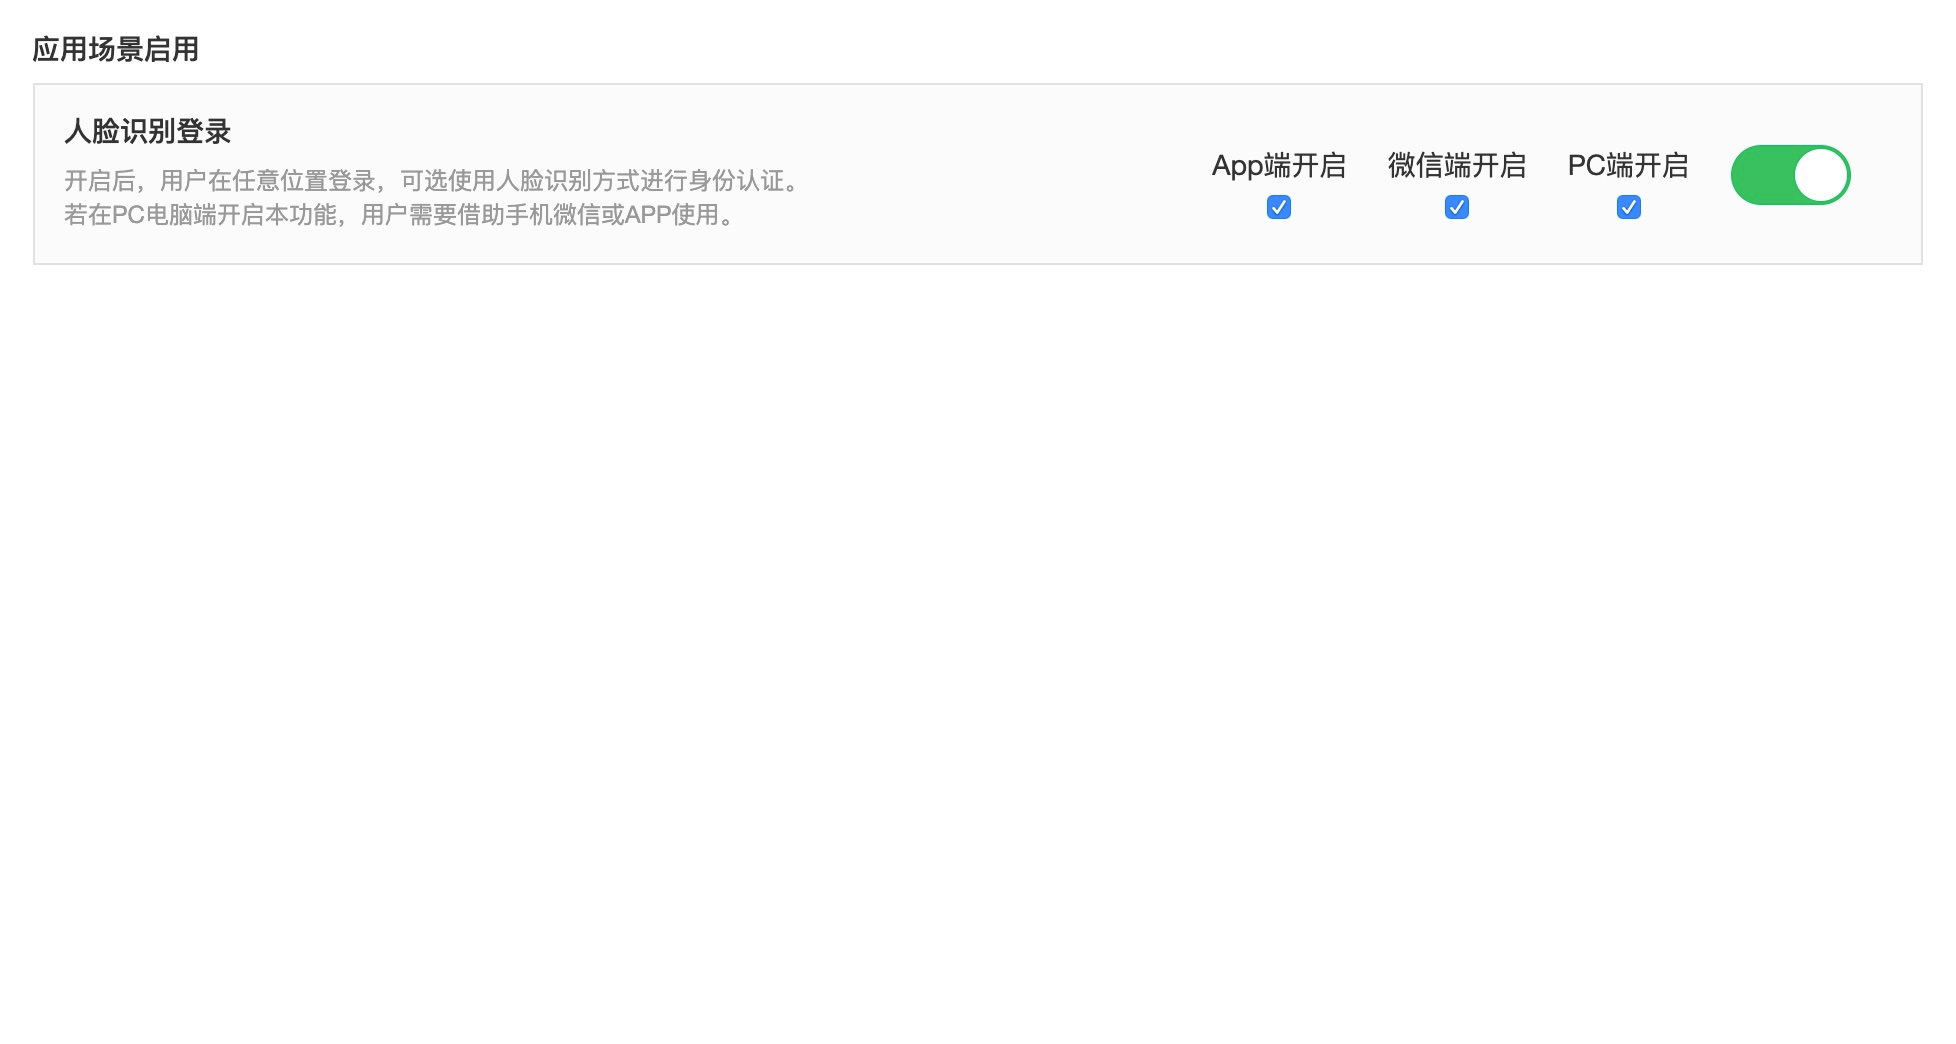 应用场景启用
人脸识别登录
开启后，用户在任意位置登录，可选使用人脸识别方式进行身份认证。
若在PC电脑端开启本功能，用户需要借助手机微信或APP使用。
App端开启 微信端开启 PC端开启